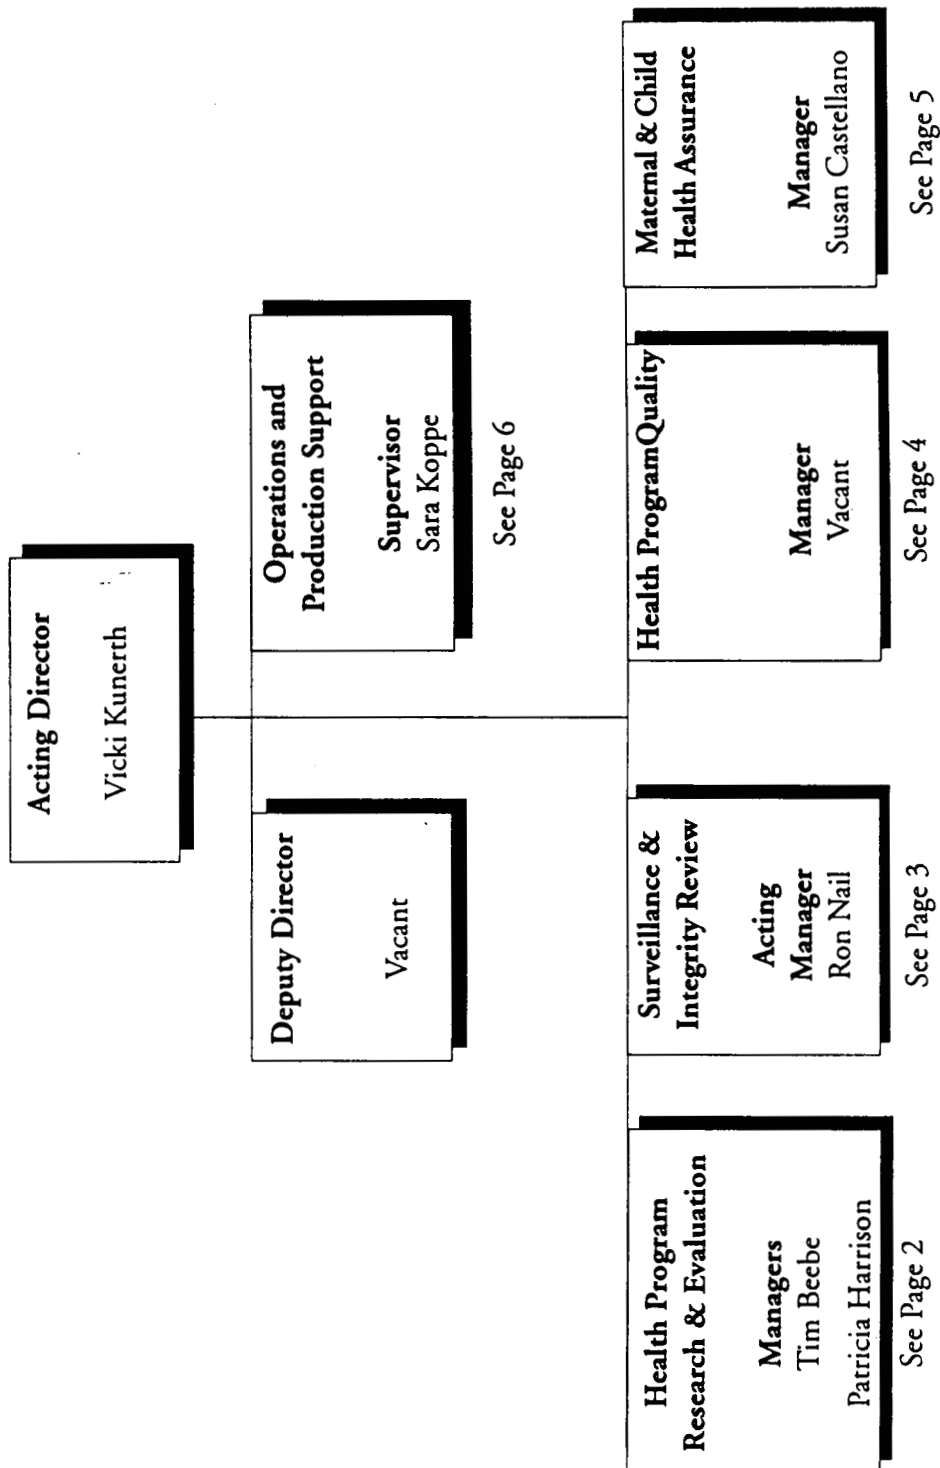 Acting Director
Vicki Kunerth
Deputy Director
Vacant
Operations and
Production Support
Supervisor
Sara Koppe
See Page 6
Health Program
Research & Evaluation
Managers
Tim Beebe
Patricia Harrison
See Page 2
Surveillance &
Integrity Review
Acting
Manager
Ron Nail
See Page 3
Health ProgramQuality
Manager
Vacant
See Page 4
Maternal & Child
Health Assurance
Manager
Susan Castellano
See Page 5